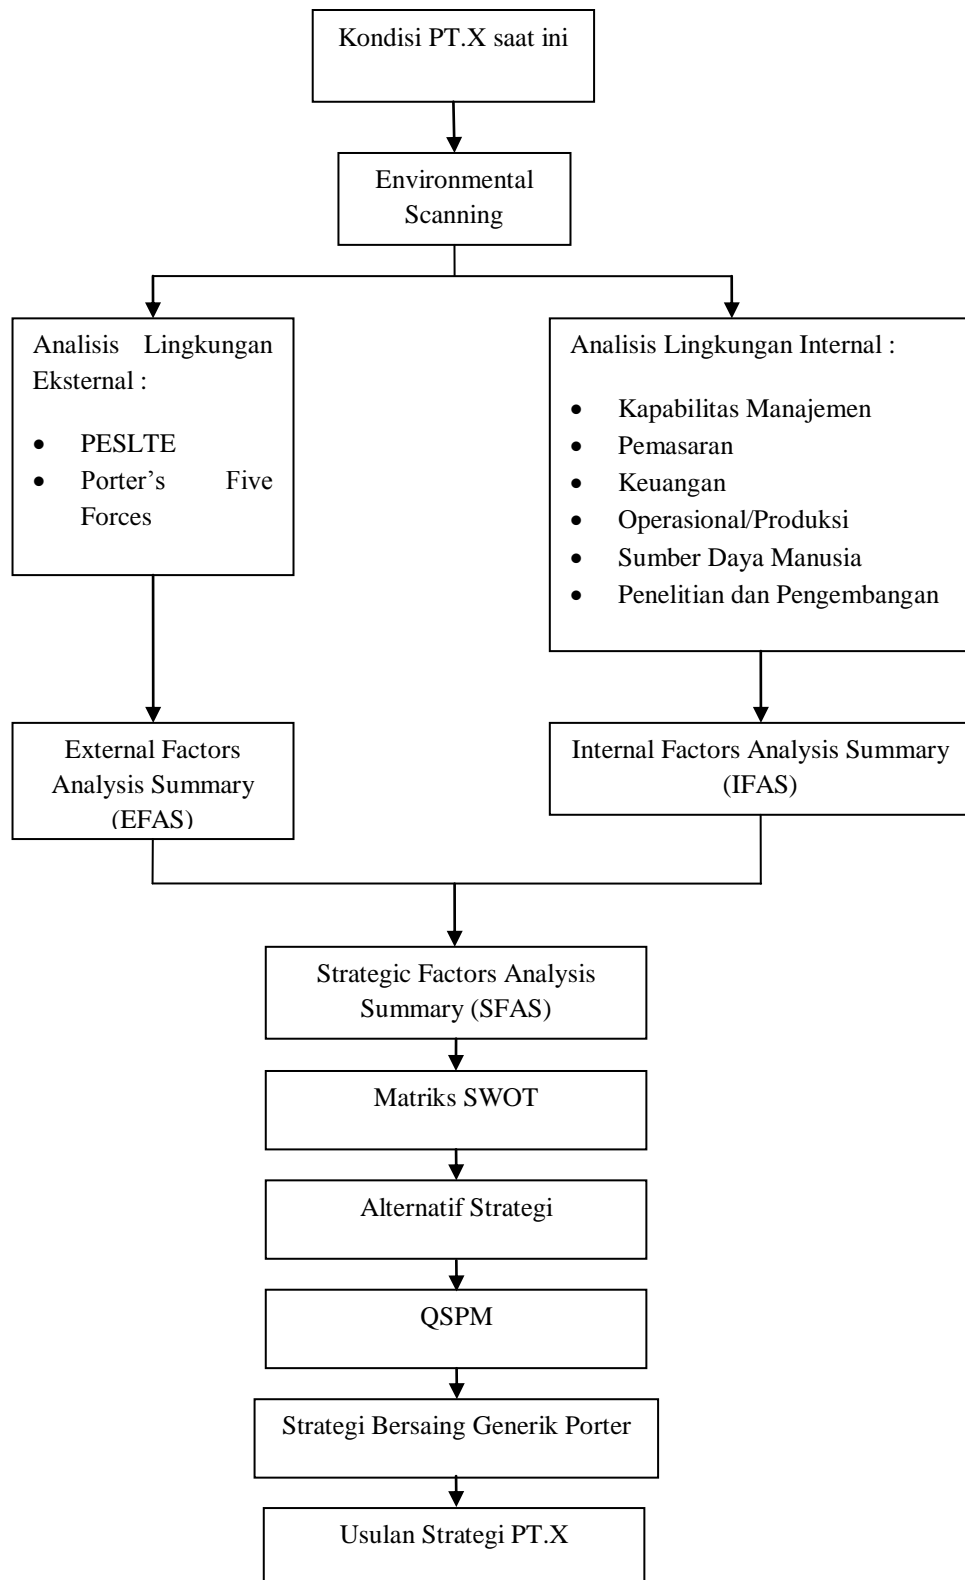 Kondisi PT.X saat ini
Environmental
Scanning
Analisis Lingkungan
Eksternal :
• PESLTE
• Porter’s Five
Forces
Analisis Lingkungan Internal :
• Kapabilitas Manajemen
• Pemasaran
• Keuangan
• Operasional/Produksi
• Sumber Daya Manusia
• Penelitian dan Pengembangan
External Factors
Analysis Summary
(EFAS)
Internal Factors Analysis Summary
(IFAS)
Strategic Factors Analysis
Summary (SFAS)
Matriks SWOT
Alternatif Strategi
QSPM
Strategi Bersaing Generik Porter
Usulan Strategi PT.X